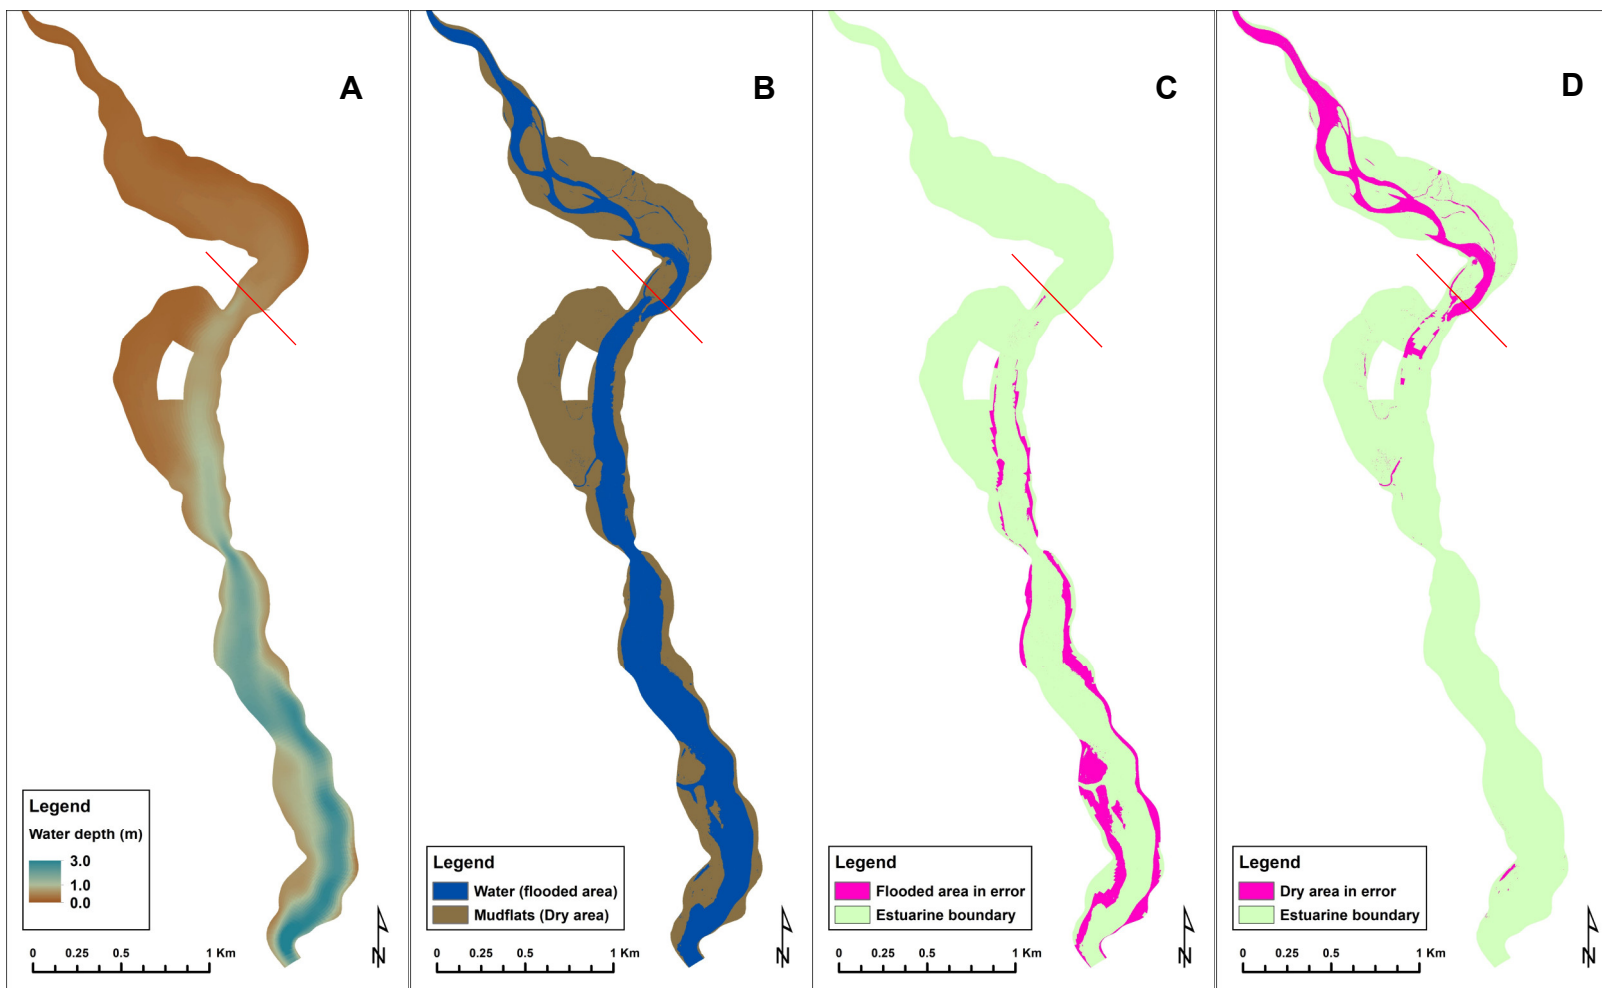 A
B
C
D
Legend
Water depth (m)
3.0
1.0
0.0
0 0.5 1 Km
N
Legend
Water (flooded area)
Mudflats (Dry area)
0 0.25 0.5 1 Km
N
Legend
Flooded area in error
Estuarine boundary
0 0.25 0.5 1 Km
N
Legend
Dry area in error
Estuarine boundary
0 0.25 0.5 1 Km
N